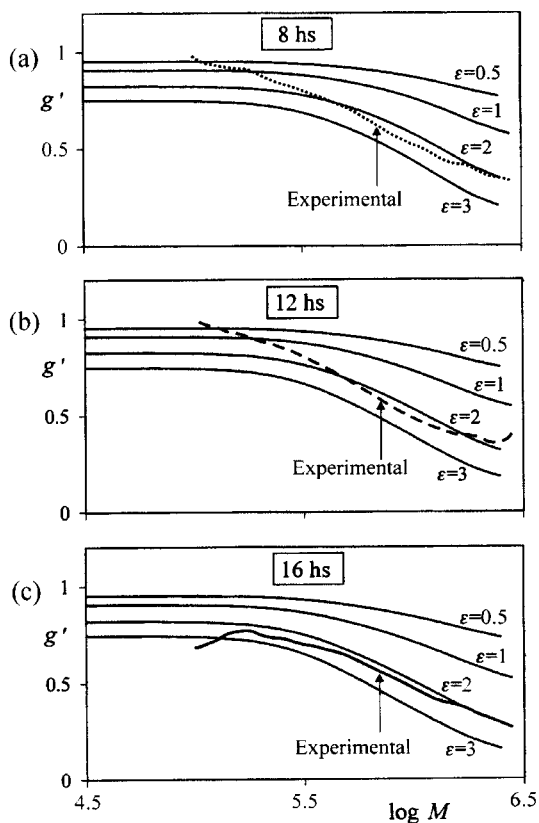 (a)
8 hs
1
g'
0.5
0
ε=0.5
ε=1
ε=2
ε=3
Experimental
(b)
12 hs
1
g'
0.5
0
ε=0.5
ε=1
ε=2
ε=3
Experimental
(c)
16 hs
1
g'
0.5
0
ε=0.5
ε=1
ε=2
ε=3
Experimental
4.5 5.5 log M 6.5